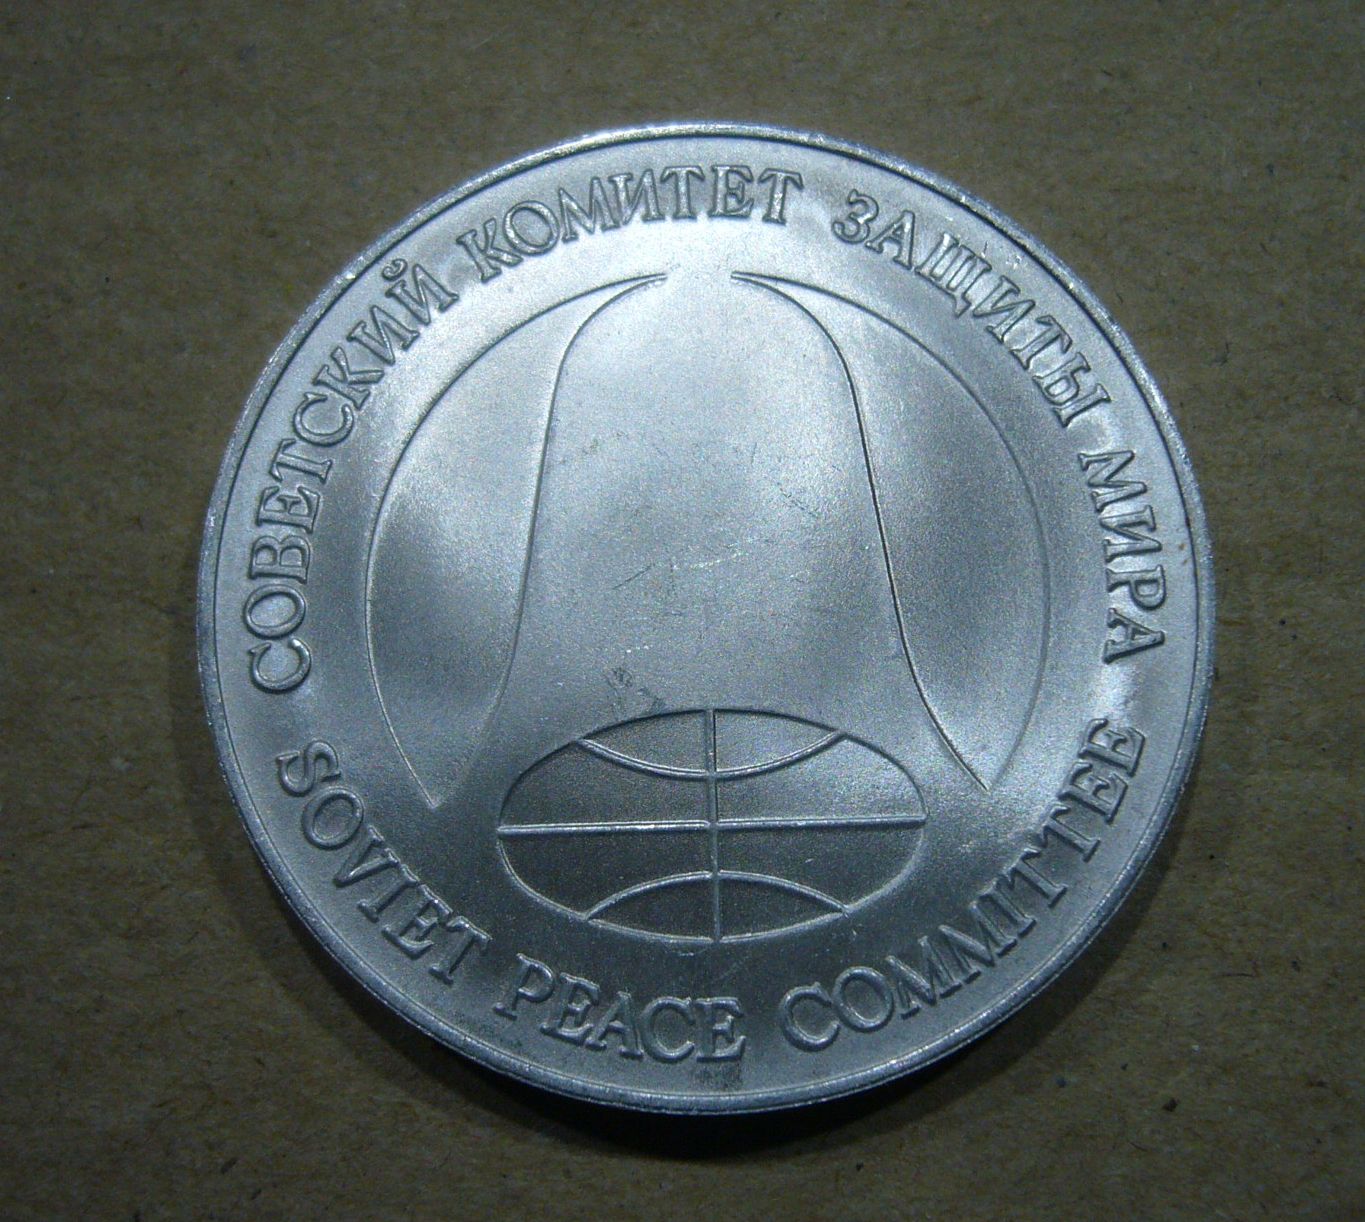 СОВЕТСКИЙ КОМИТЕТ ЗАЩИТЫ МИРА
SOVIET PEACE COMMITTEE